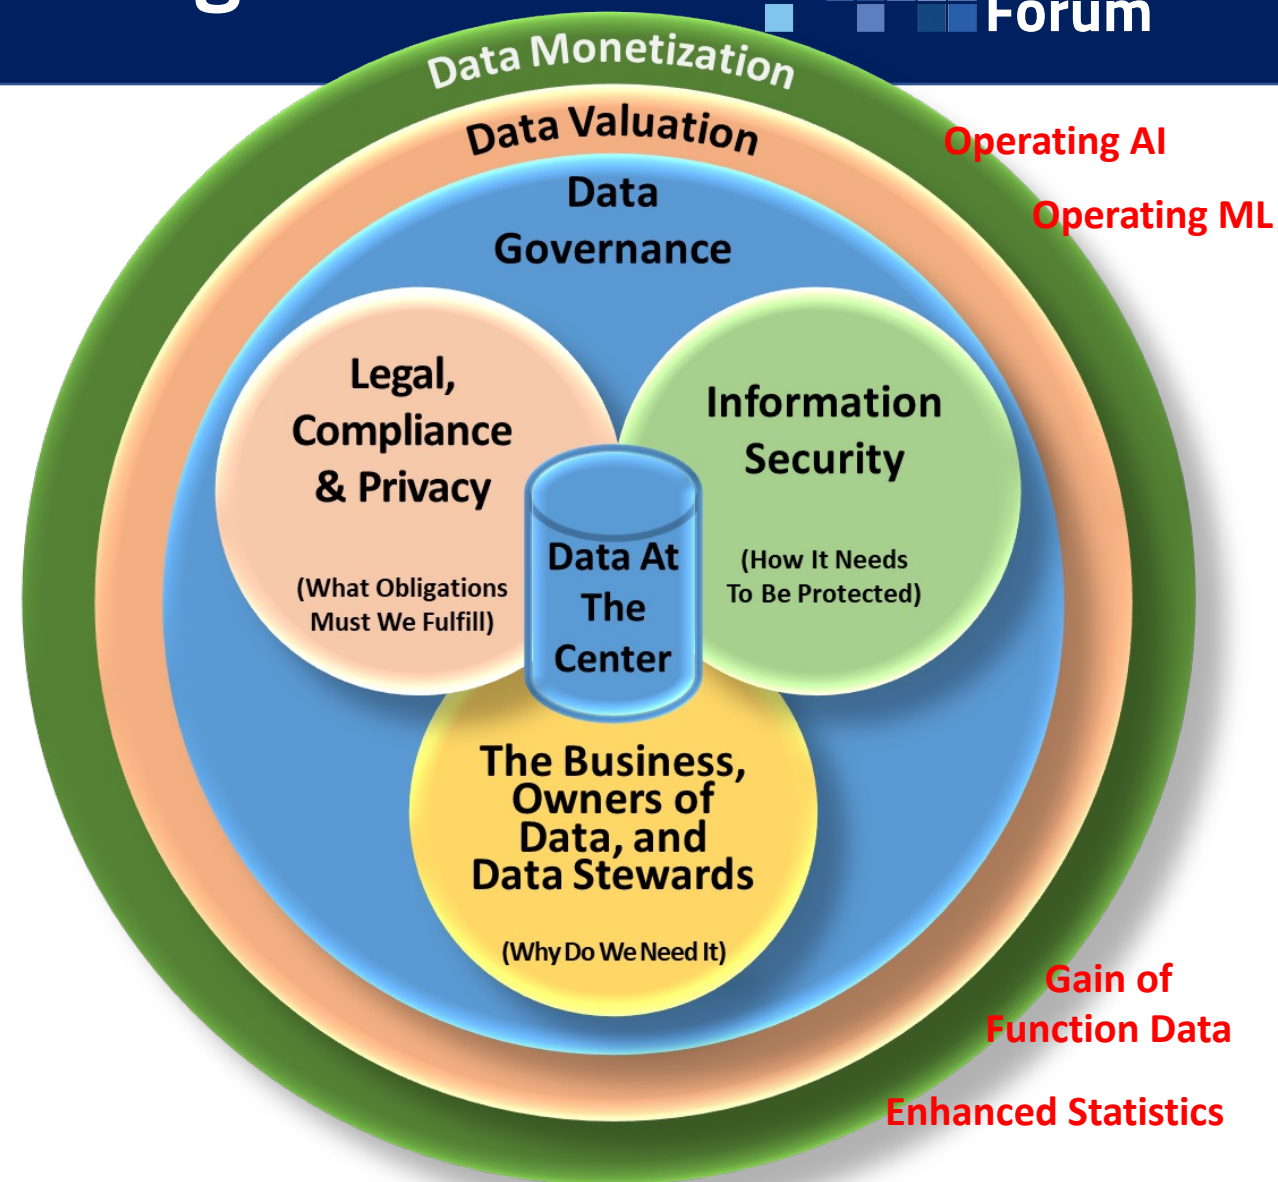 Forum
Data Monetization
Data Valuation
Data
Governance
Operating AI
Operating ML
Legal,
Compliance
& Privacy
(What Obligations
Must We Fulfill)
Information
Security
(How It Needs
To Be Protected)
Data At
The
Center
The Business,
Owners of
Data, and
Data Stewards
(Why Do We Need It)
Gain of
Function Data
Enhanced Statistics